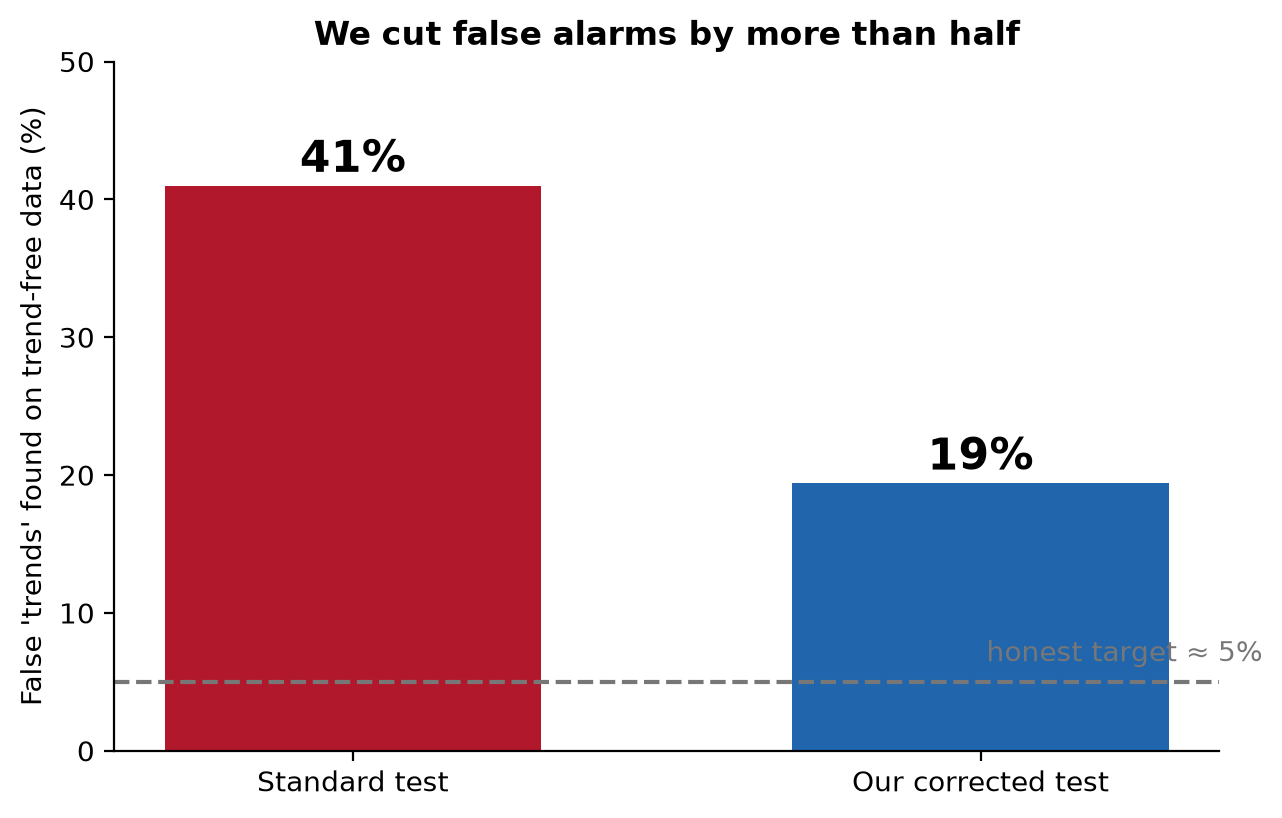 We cut false alarms by more than half
False 'trends' found on trend-free data (%)
50
40
30
20
10
0
41%
19%
honest target ≈ 5%
Standard test
Our corrected test